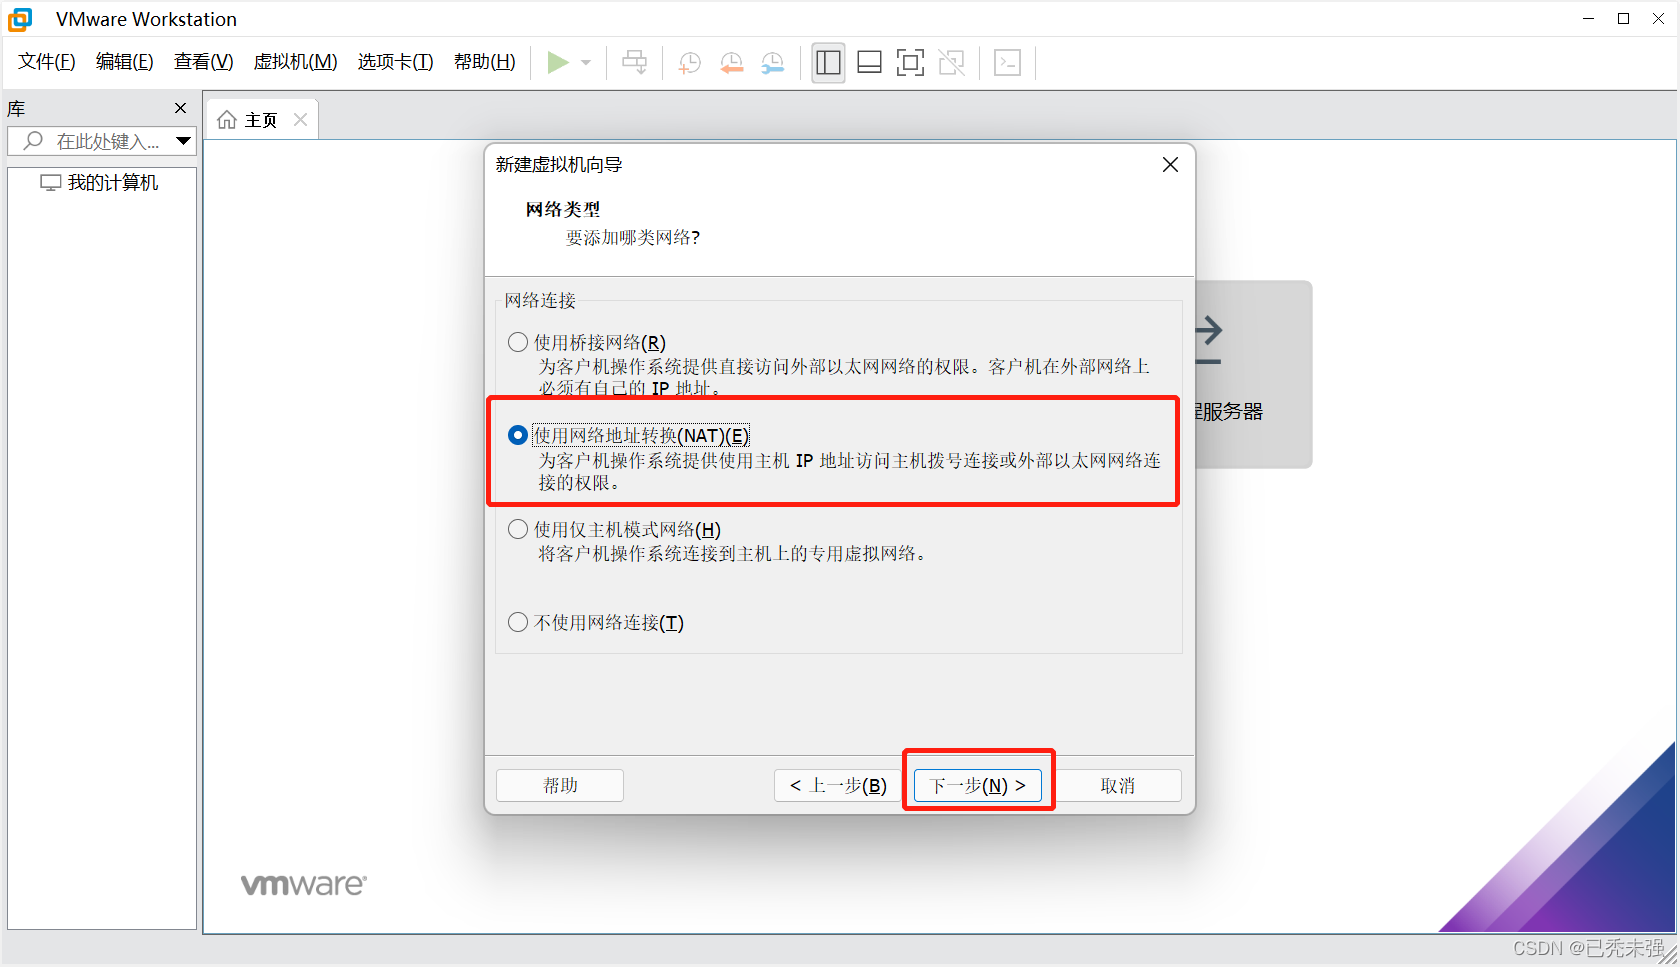 VMware Workstation
文件(F) 编辑(E) 查看(V) 虚拟机(M) 选项卡(T) 帮助(H)
库
主页
在此处键入...
我的计算机
新建虚拟机向导
网络类型
要添加哪类网络?
网络连接
使用桥接网络(R)
为客户机操作系统提供直接访问外部以太网网络的权限。客户机在外部网络上
必须有自己的 IP 地址。
使用网络地址转换(NAT)(E)
为客户机操作系统提供使用主机 IP 地址访问主机拨号连接或外部以太网网络连
接的权限。
使用仅主机模式网络(H)
将客户机操作系统连接到主机上的专用虚拟网络。
不使用网络连接(T)
服务器
帮助 < 上一步(B) 下一步(N) > 取消
vmware
CSDN @已秃未强